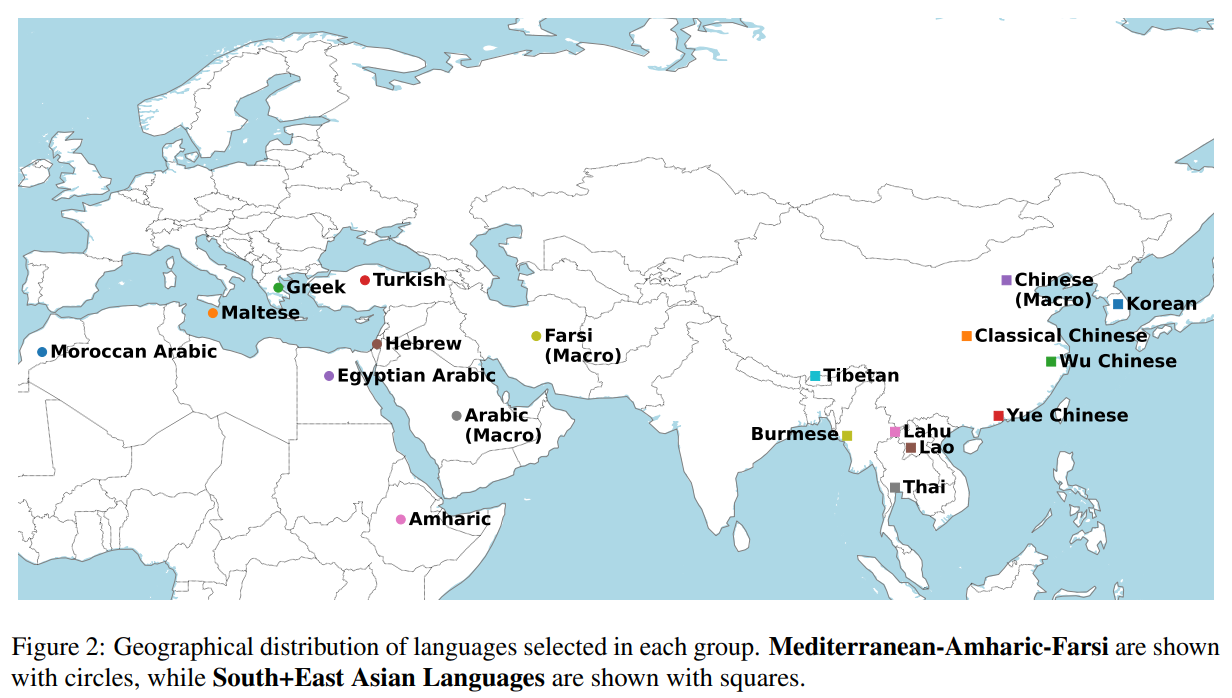 Chinese
(Macro)
Korean
Turkish
Greek
Maltese
Classical Chinese
Hebrew
Farsi
(Macro)
Moroccan Arabic
Wu Chinese
Egyptian Arabic
Tibetan
Arabic
(Macro)
Yue Chinese
Burmese
Lahu
Lao
Thai
Amharic
Figure 2: Geographical distribution of languages selected in each group. Mediterranean-Amharic-Farsi are shown
with circles, while South+East Asian Languages are shown with squares.